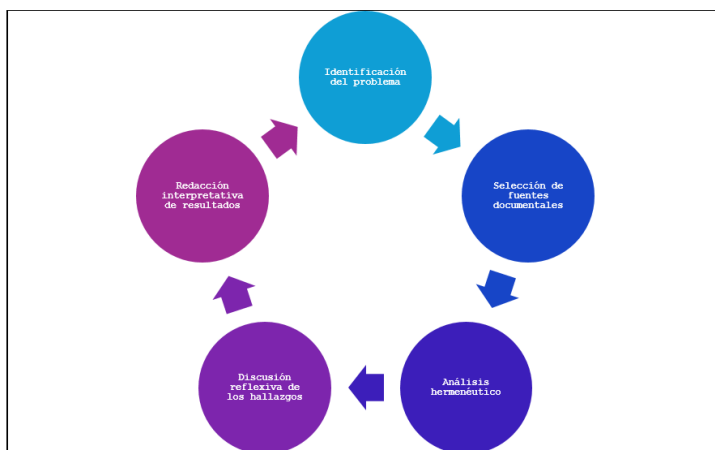 Identificación
del problema
Selección de
fuentes
documentales
Análisis
hermenéutico
Discusión
reflexiva de
los hallazgos
Redacción
interpretativa
de resultados